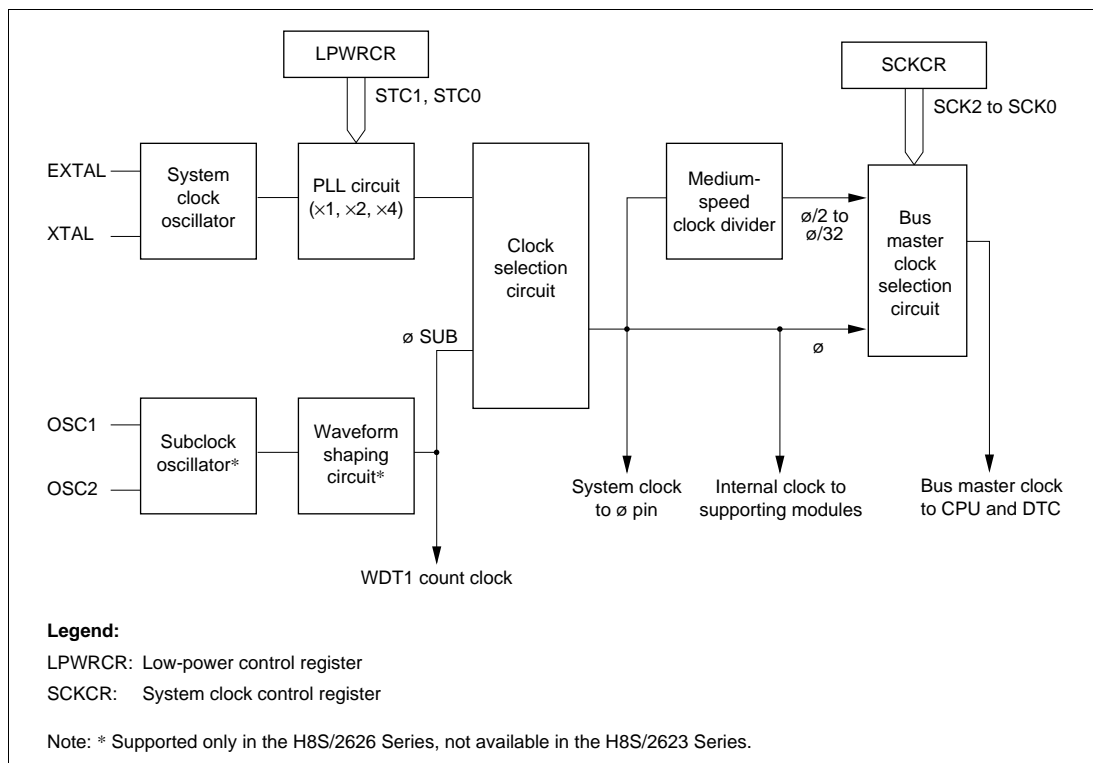 LPWRCR
STC1, STC0
SCKCR
SCK2 to SCK0
EXTAL
XTAL
System
clock
oscillator
PLL circuit
(×1, ×2, ×4)
Clock
selection
circuit
Medium-
speed
clock divider
ø/2 to
ø/32
Bus
master
clock
selection
circuit
ø SUB
ø
OSC1
OSC2
Subclock
oscillator*
Waveform
shaping
circuit*
System clock
to ø pin
Internal clock to
supporting modules
Bus master clock
to CPU and DTC
WDT1 count clock
Legend:
LPWRCR: Low-power control register
SCKCR: System clock control register
Note: * Supported only in the H8S/2626 Series, not available in the H8S/2623 Series.